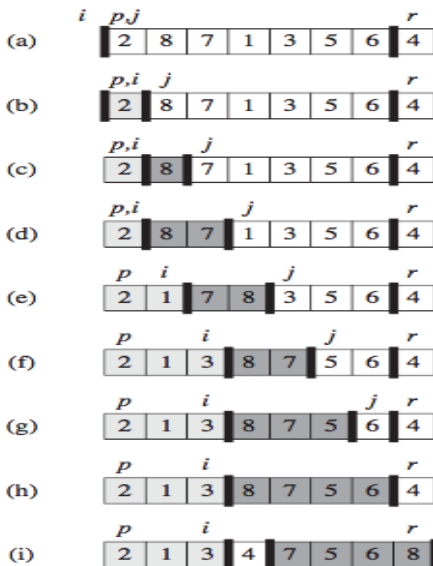 i p,j r
(a) 2 8 7 1 3 5 6 4
p,i j r
(b) 2 8 7 1 3 5 6 4
p,i j r
(c) 2 8 7 1 3 5 6 4
p,i j r
(d) 2 8 7 1 3 5 6 4
p i j r
(e) 2 1 7 8 3 5 6 4
p i j r
(f) 2 1 3 8 7 5 6 4
p i j r
(g) 2 1 3 8 7 5 6 4
p i r
(h) 2 1 3 8 7 5 6 4
p i r
(i) 2 1 3 4 7 5 6 8